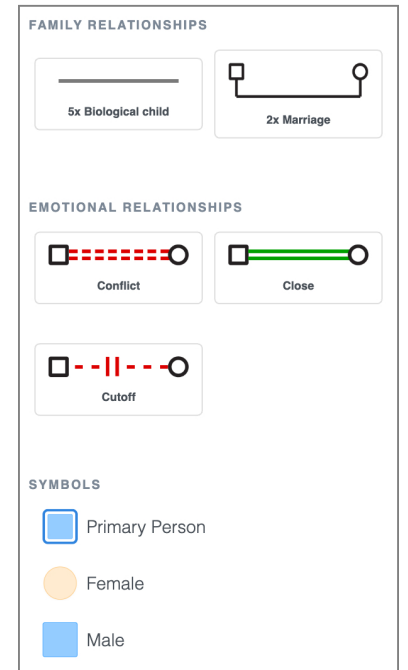 FAMILY RELATIONSHIPS
5x Biological child
2x Marriage
EMOTIONAL RELATIONSHIPS
Conflict
Close
Cutoff
SYMBOLS
Primary Person
Female
Male